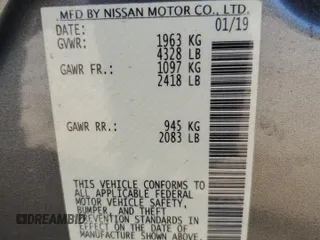 MFD BY NISSAN MOTOR CO., LTD.
DATE: 01/19
GVWR: 1963 KG
4328 LB
GAWR FR.: 1097 KG
2418 LB
GAWR RR.: 945 KG
2083 LB
THIS VEHICLE CONFORMS TO
ALL APPLICABLE FEDERAL
MOTOR VEHICLE SAFETY,
BUMPER, AND THEFT
PREVENTION STANDARDS IN
EFFECT ON THE DATE OF
MANUFACTURE SHOWN ABOVE
DREAMBID